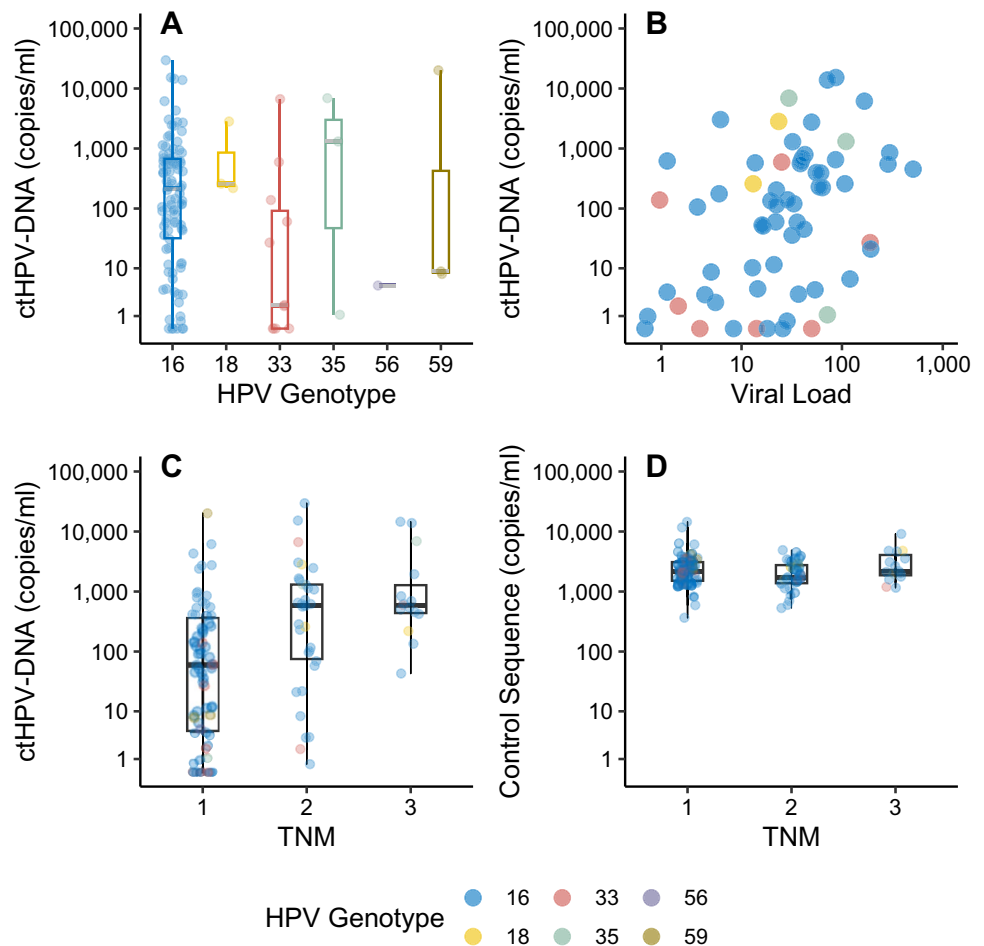 A
ctHPV-DNA (copies/ml)
100,000
10,000
1,000
100
10
1
16 18 33 35 56 59
HPV Genotype
B
ctHPV-DNA (copies/ml)
100,000
10,000
1,000
100
10
1
1 10 100 1,000
Viral Load
C
ctHPV-DNA (copies/ml)
100,000
10,000
1,000
100
10
1
1 2 3
TNM
D
Control Sequence (copies/ml)
100,000
10,000
1,000
100
10
1
1 2 3
TNM
HPV Genotype
16 33 56
18 35 59